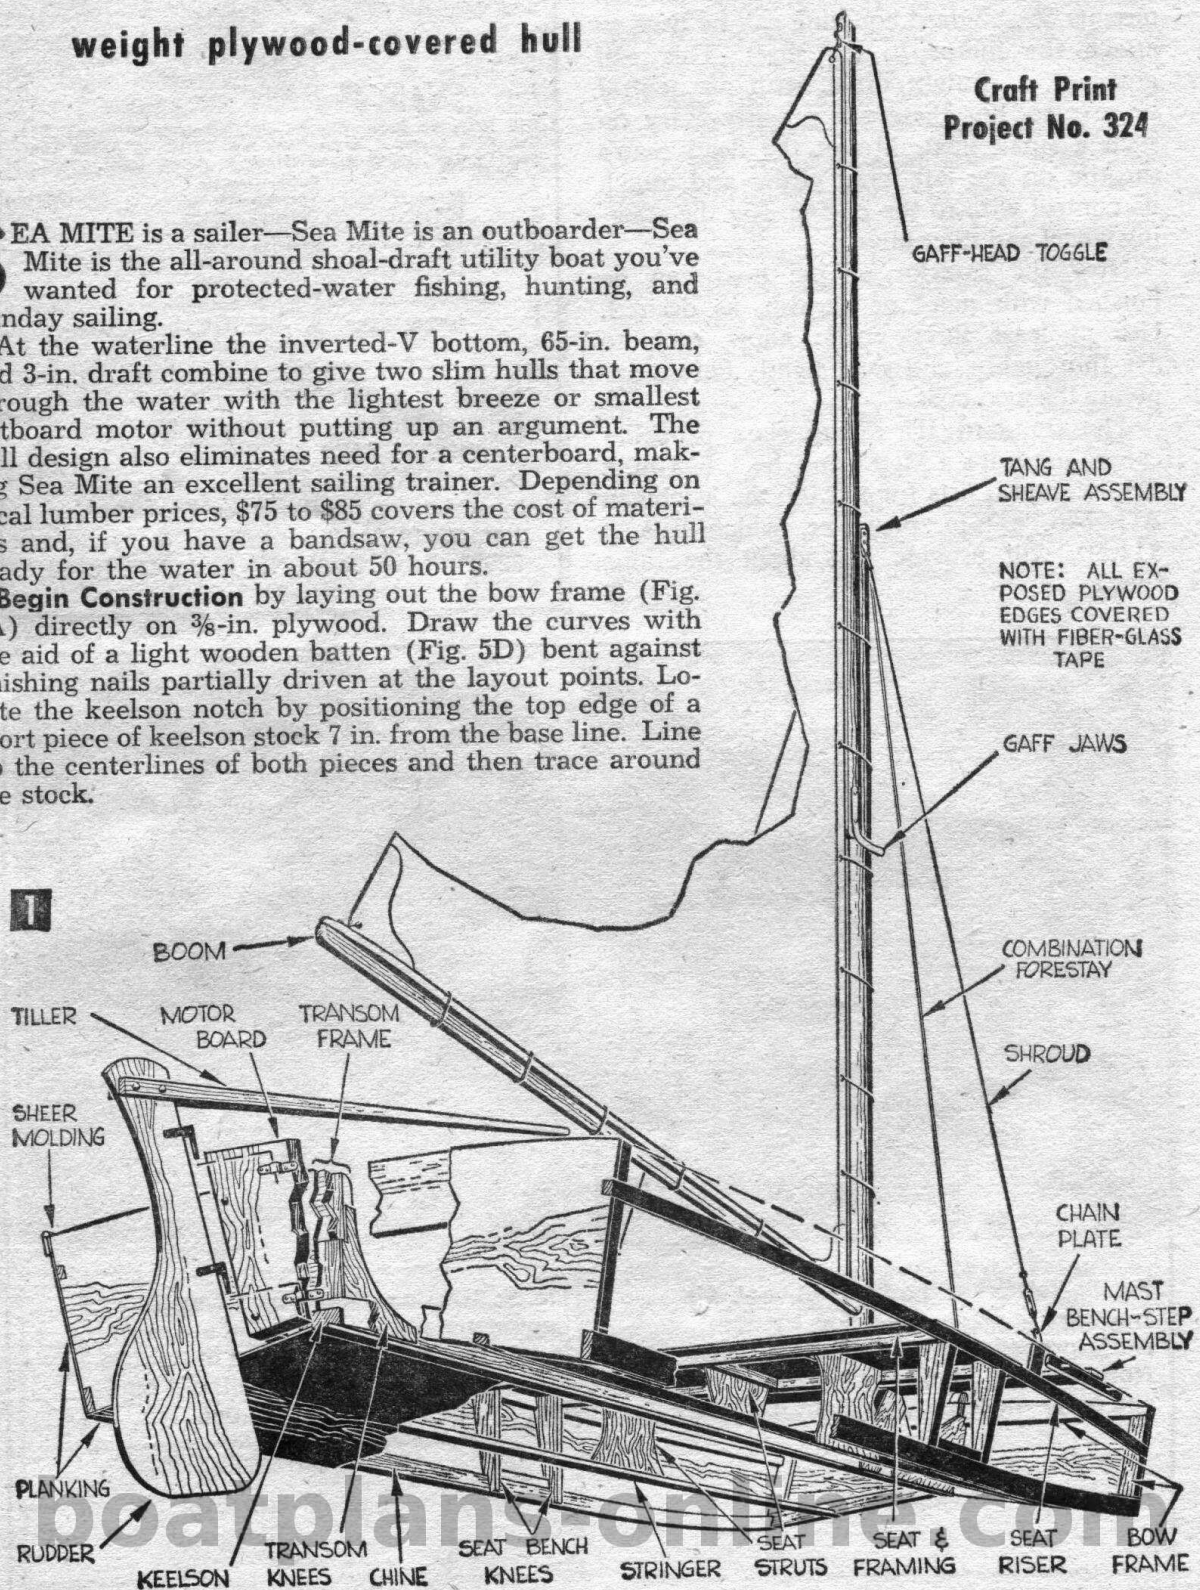 weight plywood-covered hull
Craft Print
Project No. 324
EA MITE is a sailer—Sea Mite is an outboarder—Sea
Mite is the all-around shoal-draft utility boat you've
wanted for protected-water fishing, hunting, and
nday sailing.
At the waterline the inverted-V bottom, 65-in. beam,
d 3-in. draft combine to give two slim hulls that move
rough the water with the lightest breeze or smallest
tboard motor without putting up an argument. The
ll design also eliminates need for a centerboard, mak-
g Sea Mite an excellent sailing trainer. Depending on
cal lumber prices, $75 to $85 covers the cost of materi-
s and, if you have a bandsaw, you can get the hull
ady for the water in about 50 hours.
Begin Construction by laying out the bow frame (Fig.
A) directly on ⅜-in. plywood. Draw the curves with
e aid of a light wooden batten (Fig. 5D) bent against
ishing nails partially driven at the layout points. Lo-
te the keelson notch by positioning the top edge of a
ort piece of keelson stock 7 in. from the base line. Line
the centerlines of both pieces and then trace around
e stock.
GAFF-HEAD TOGGLE
TANG AND
SHEAVE ASSEMBLY
NOTE: ALL EX-
POSED PLYWOOD
EDGES COVERED
WITH FIBER-GLASS
TAPE
GAFF JAWS
1
BOOM
COMBINATION
FORESTAY
TILLER
MOTOR
BOARD
TRANSOM
FRAME
SHROUD
SHEER
MOLDING
CHAIN
PLATE
MAST
BENCH-STEP
ASSEMBLY
PLANKING
boatplans-online.com
RUDDER
KEELSON
TRANSOM
KNEES
CHINE
SEAT BENCH
KNEES
STRINGER
SEAT
STRUTS
SEAT &
FRAMING
SEAT
RISER
BOW
FRAME